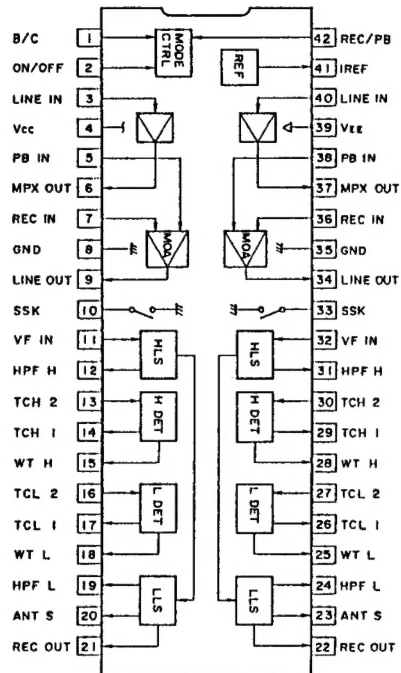 B/C 1 MODE CTRL 42 REC/PB
ON/OFF 2 REF 41 IREF
LINE IN 3 40 LINE IN
Vcc 4 39 VEE
PB IN 5 38 PB IN
MPX OUT 6 37 MPX OUT
REC IN 7 36 REC IN
GND 8 MOA MOA 35 GND
LINE OUT 9 34 LINE OUT
SSK 10 33 SSK
VF IN 11 HLS HLS 32 VF IN
HPF H 12 31 HPF H
TCH 2 13 H DET H DET 30 TCH 2
TCH 1 14 29 TCH 1
WT H 15 28 WT H
TCL 2 16 L DET L DET 27 TCL 2
TCL 1 17 26 TCL 1
WT L 18 25 WT L
HPF L 19 LLS LLS 24 HPF L
ANT S 20 23 ANT S
REC OUT 21 22 REC OUT